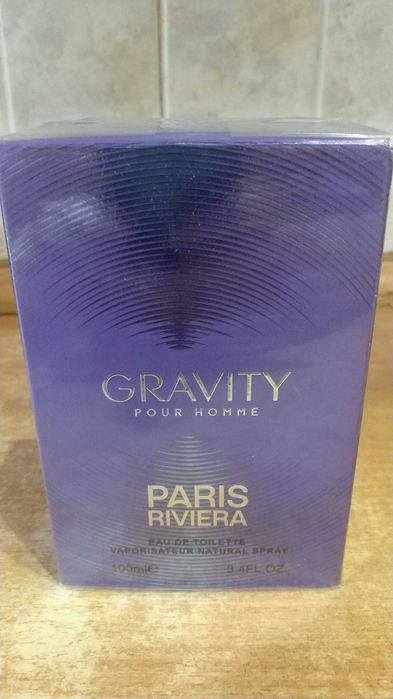 GRAVITY
POUR HOMME
PARIS
RIVIERA
EAU DE TOILETTE
VAPORISATEUR NATURAL SPRAY
100ml℮ 3.4FL.OZ.